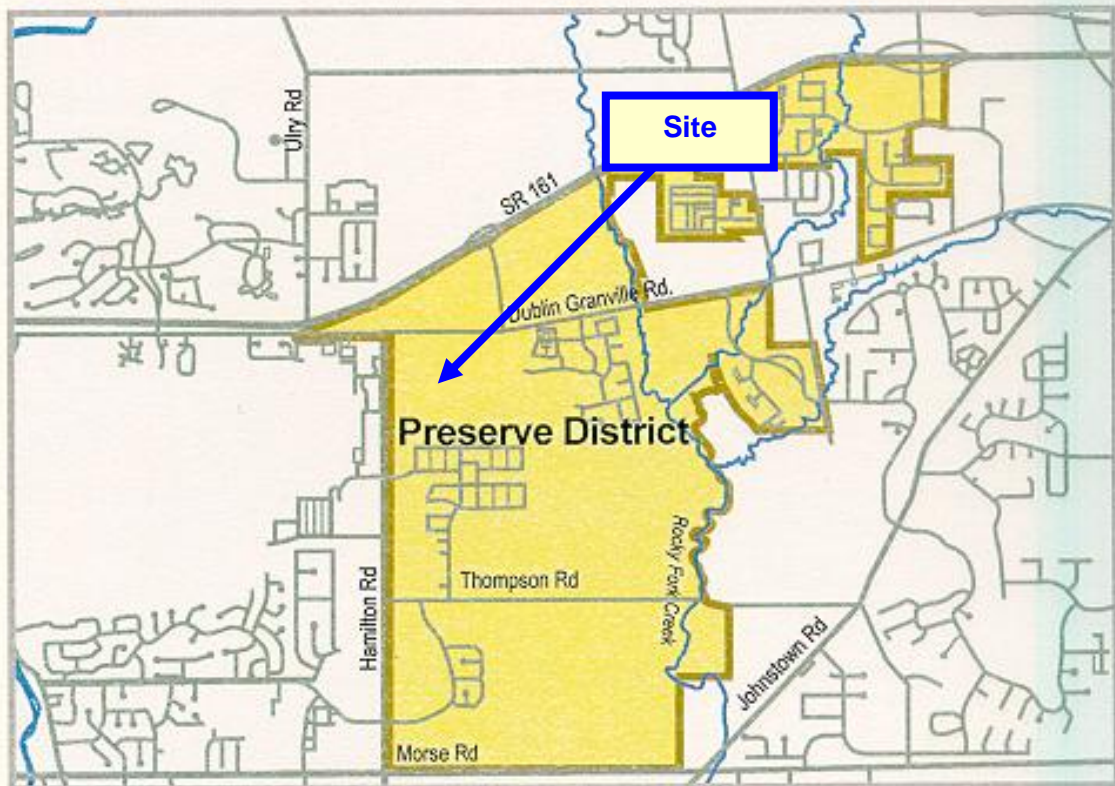 Ulry Rd
Site
SR 161
Dublin Granville Rd.
Preserve District
Rocky Fork Creek
Thompson Rd
Hamilton Rd
Johnstown Rd
Morse Rd